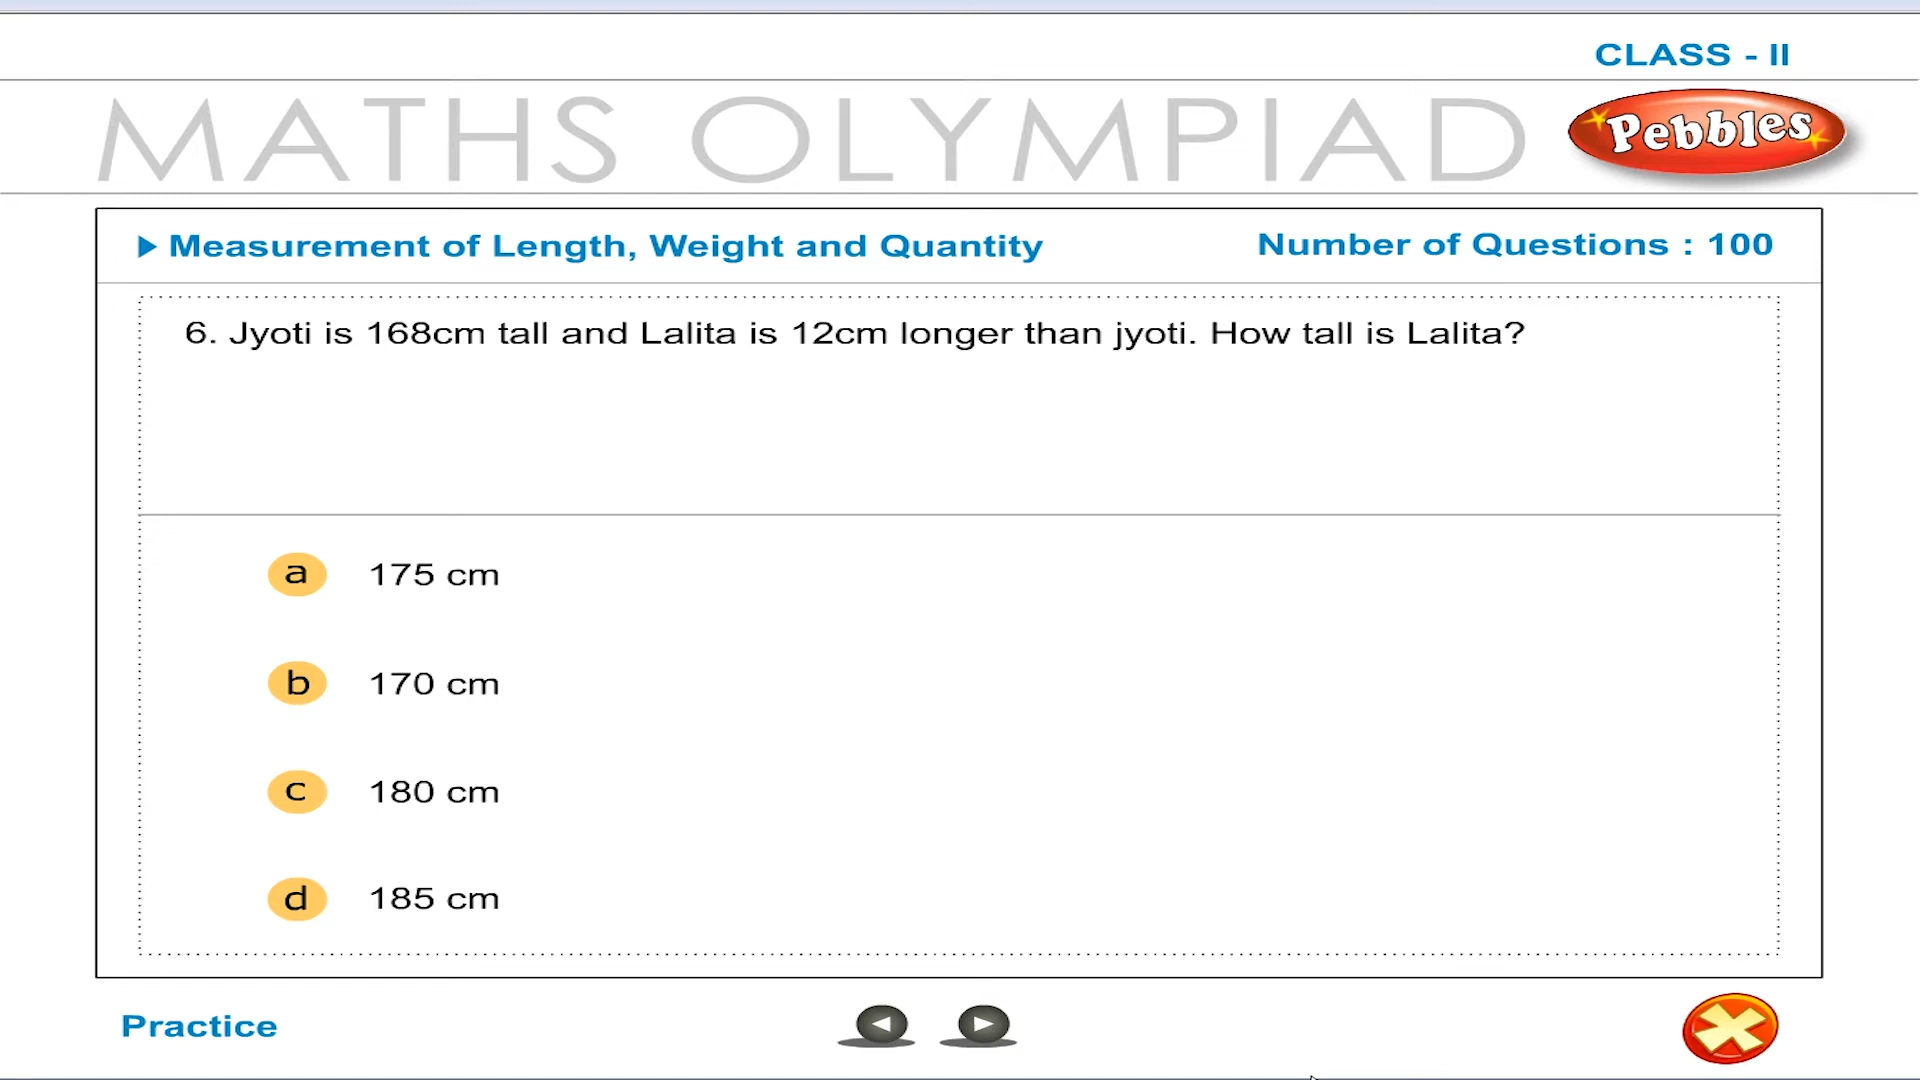 CLASS - II
MATHS OLYMPIAD
Pebbles
Measurement of Length, Weight and Quantity
Number of Questions : 100
6. Jyoti is 168cm tall and Lalita is 12cm longer than jyoti. How tall is Lalita?
a 175 cm
b 170 cm
c 180 cm
d 185 cm
Practice